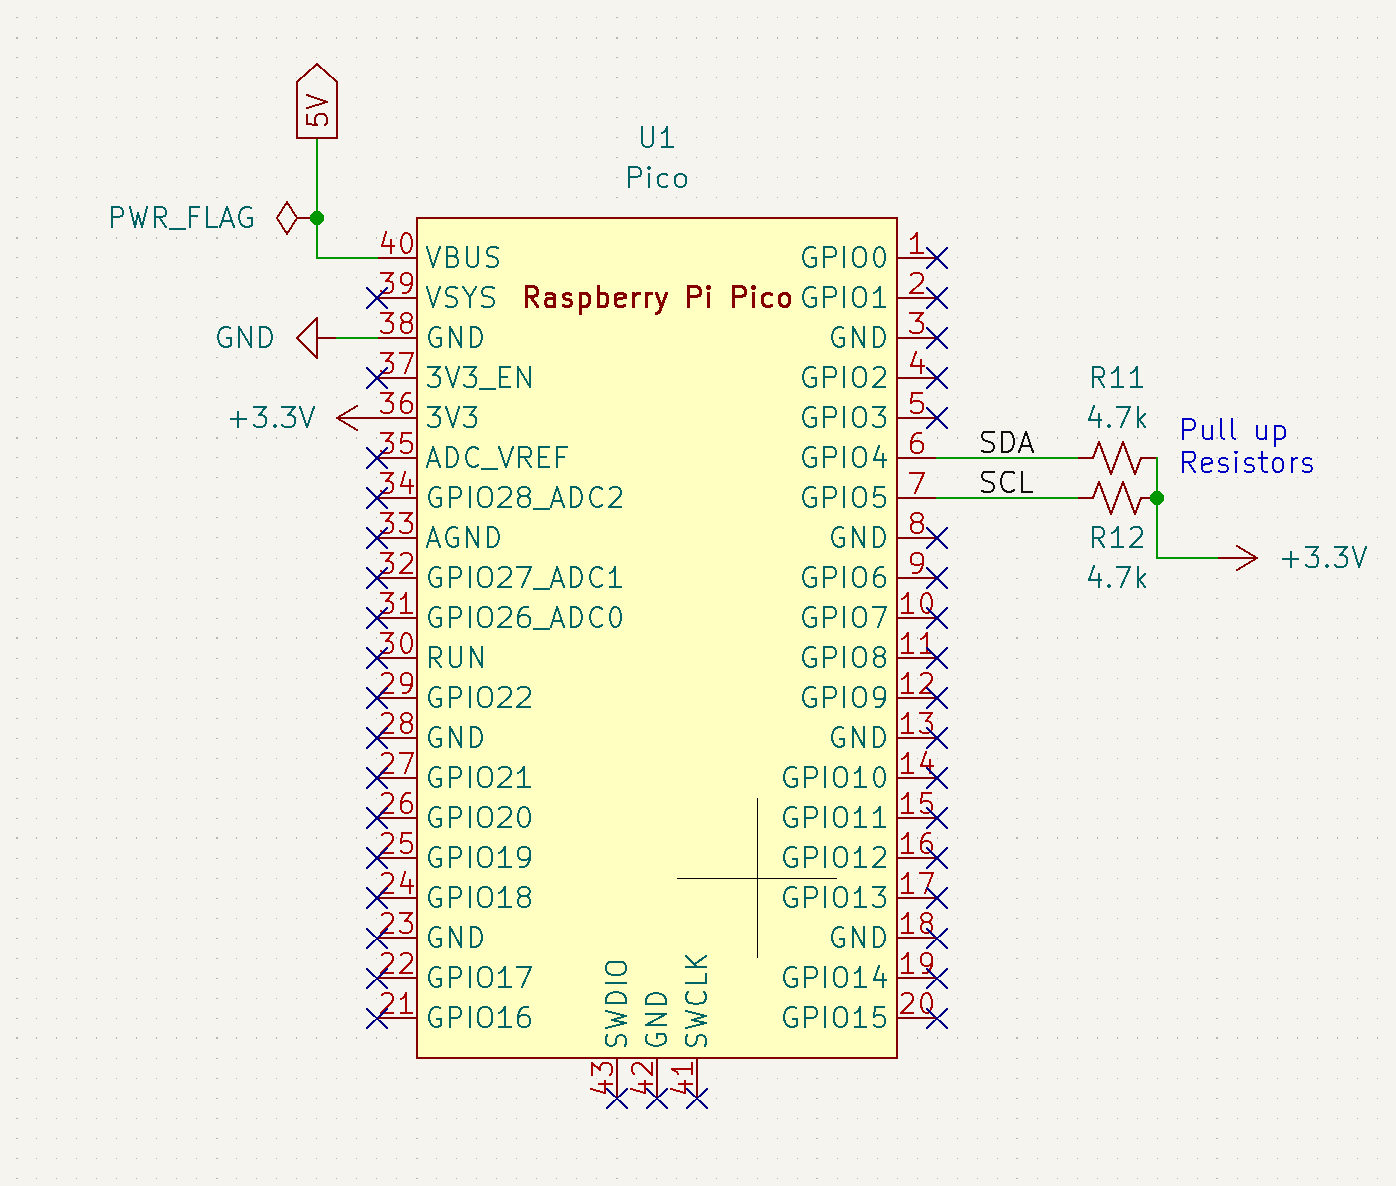 5V
U1
Pico
PWR_FLAG
Raspberry Pi Pico
40 VBUS
39 VSYS
GND 38 GND
37 3V3_EN
+3.3V 36 3V3
35 ADC_VREF
34 GPIO28_ADC2
33 AGND
32 GPIO27_ADC1
31 GPIO26_ADC0
30 RUN
29 GPIO22
28 GND
27 GPIO21
26 GPIO20
25 GPIO19
24 GPIO18
23 GND
22 GPIO17
21 GPIO16
GPIO0 1
GPIO1 2
GND 3
GPIO2 4
GPIO3 5
GPIO4 6 SDA
GPIO5 7 SCL
GND 8
GPIO6 9
GPIO7 10
GPIO8 11
GPIO9 12
GND 13
GPIO10 14
GPIO11 15
GPIO12 16
GPIO13 17
GND 18
GPIO14 19
GPIO15 20
SWDIO 43
GND 42
SWCLK 41
R11
4.7k
Pull up
Resistors
R12
4.7k
+3.3V